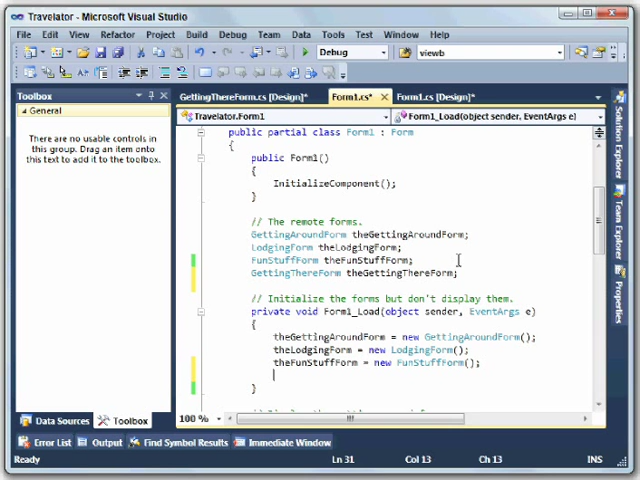 Travelator - Microsoft Visual Studio
File Edit View Refactor Project Build Debug Team Data Tools Test Window Help
Debug viewb
Toolbox
General
There are no usable controls in
this group. Drag an item onto
this text to add it to the toolbox.
Data Sources Toolbox
GettingThereForm.cs [Design]* Form1.cs* Form1.cs [Design]*
Travelator.Form1 Form1_Load(object sender, EventArgs e)
public partial class Form1 : Form
{
public Form1()
{
InitializeComponent();
}
// The remote forms.
GettingAroundForm theGettingAroundForm;
LodgingForm theLodgingForm;
FunStuffForm theFunStuffForm;
GettingThereForm theGettingThereForm;
// Initialize the forms but don't display them.
private void Form1_Load(object sender, EventArgs e)
{
theGettingAroundForm = new GettingAroundForm();
theLodgingForm = new LodgingForm();
theFunStuffForm = new FunStuffForm();
}
100 %
Solution Explorer
Team Explorer
Properties
Error List Output Find Symbol Results Immediate Window
Ready Ln 31 Col 13 Ch 13 INS